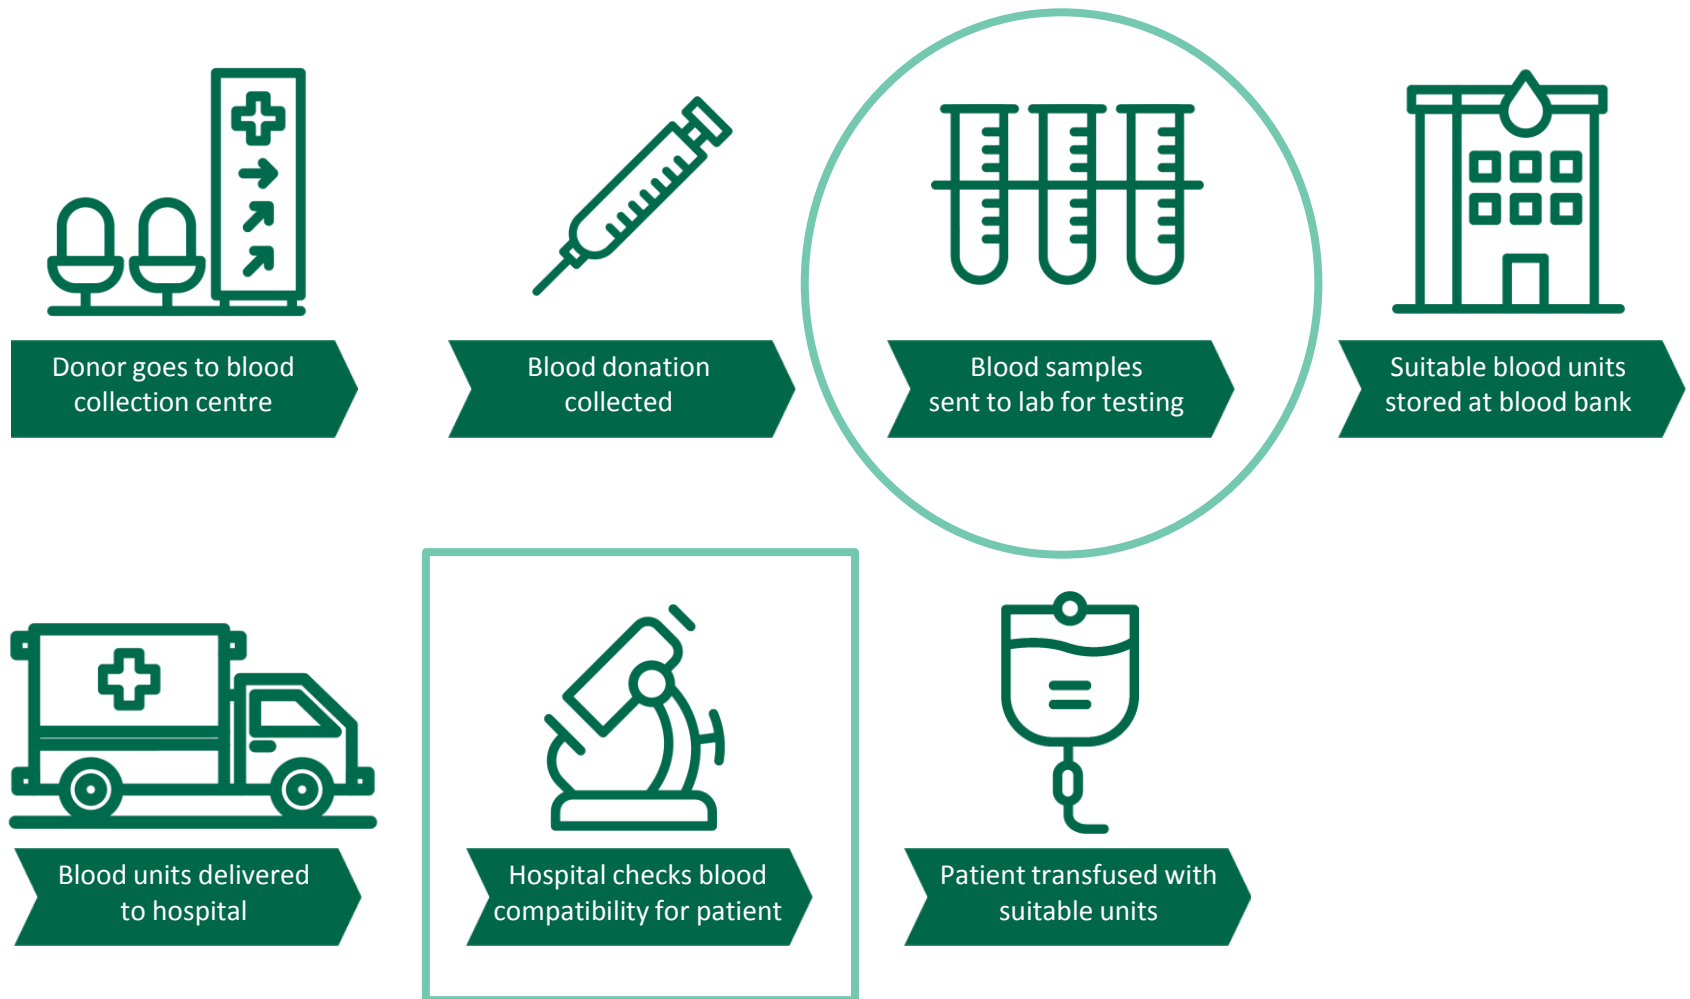 Donor goes to blood
collection centre
Blood donation
collected
Blood samples
sent to lab for testing
Suitable blood units
stored at blood bank
Blood units delivered
to hospital
Hospital checks blood
compatibility for patient
Patient transfused with
suitable units